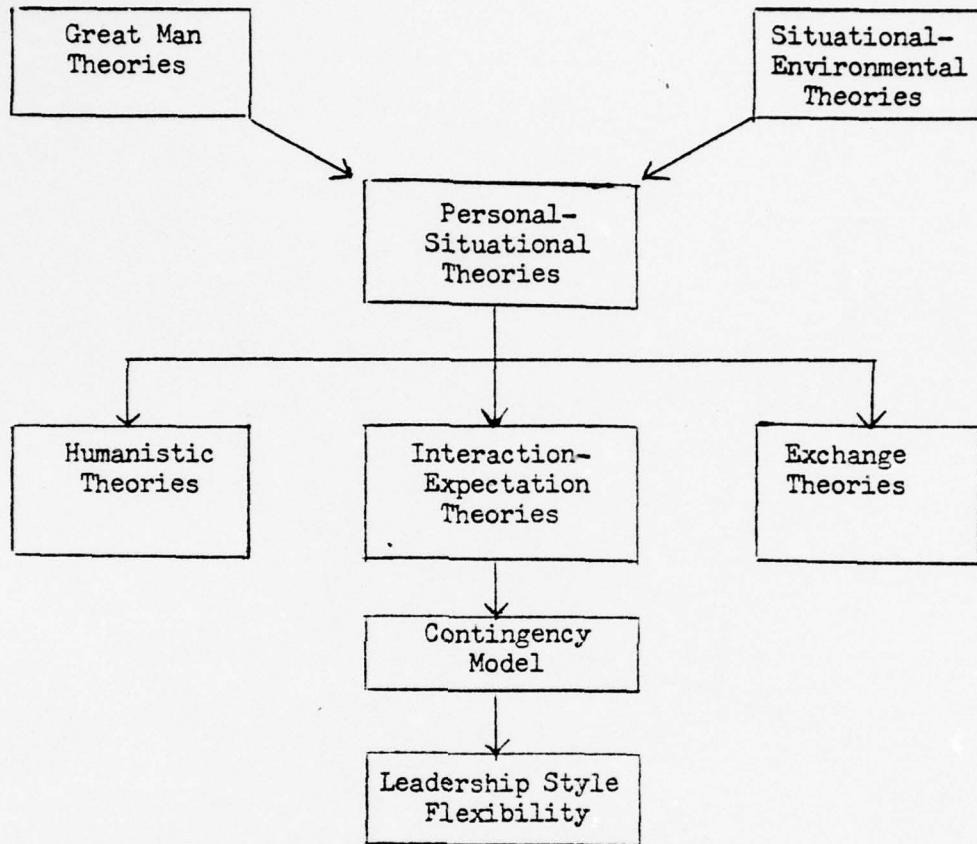 Great Man
Theories
Situational-
Environmental
Theories
Personal-
Situational
Theories
Humanistic
Theories
Interaction-
Expectation
Theories
Exchange
Theories
Contingency
Model
Leadership Style
Flexibility